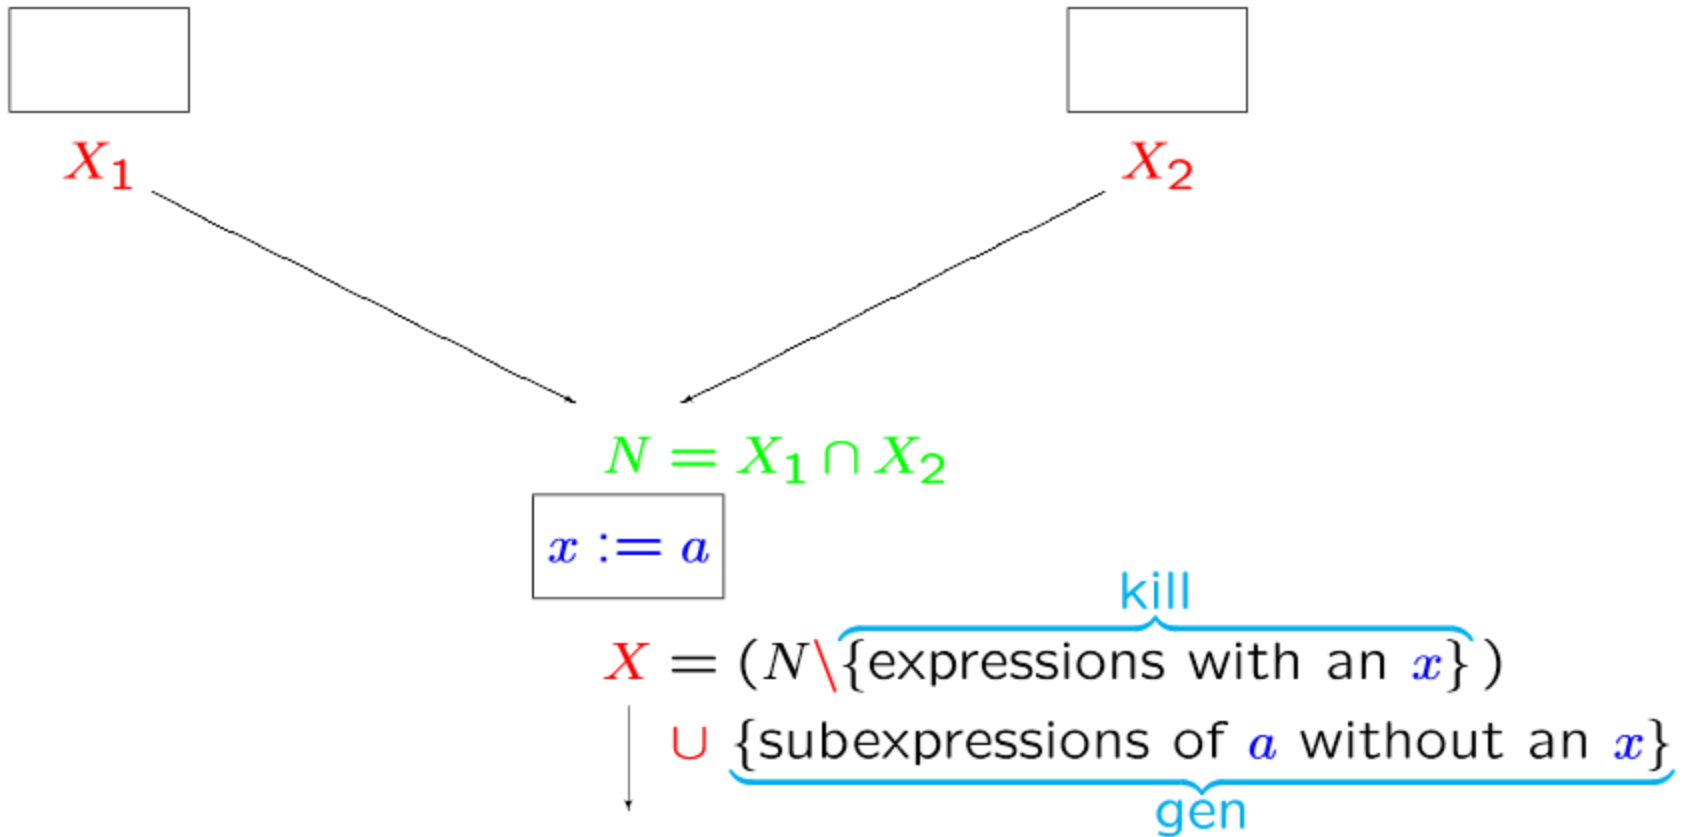 X₁ X₂
N = X₁ ∩ X₂
x := a
kill
X = (N\{expressions with an x} )
∪ {subexpressions of a without an x}
gen